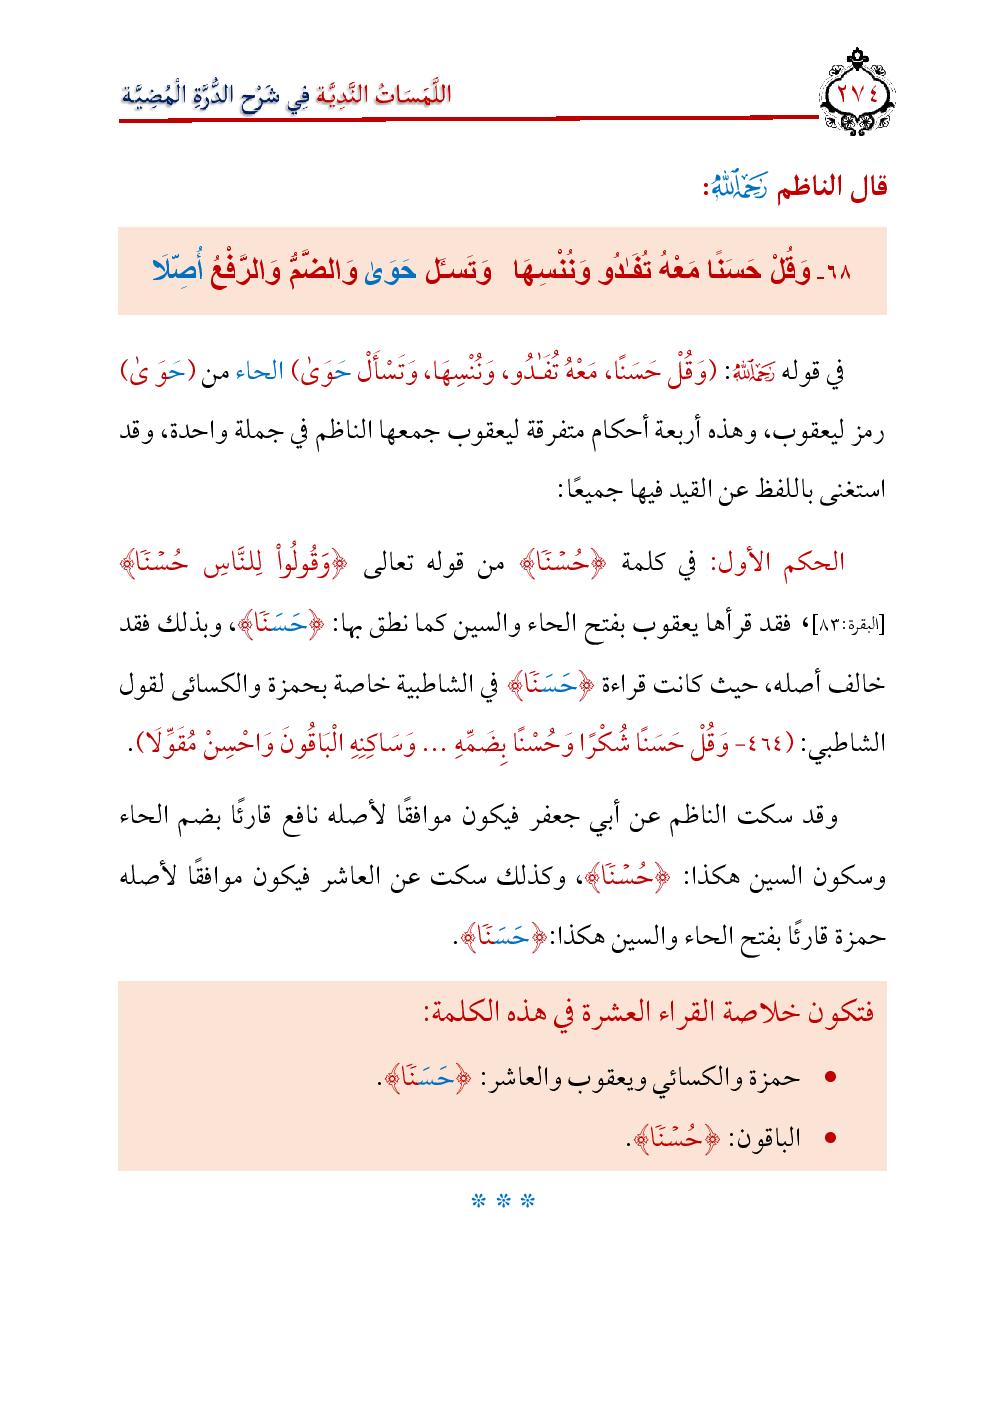 اللَّمَسَاتُ النَّدِيَّة فِي شَرْح الدُّرَّةِ الْمُضِيَّة
٢٧٤
قال الناظم رَحِمَهُ ٱللَّهُ:
٦٨- وَقُلْ حَسَنًا مَعْهُ تُفَـٰدُو وَنُنْسِهَا وَتَسـَٔل حَوَىٰ وَالضَّمُّ وَالرَّفْعُ أُصِّلَا
في قوله رَحِمَهُ ٱللَّهُ: (وَقُلْ حَسَنًا، مَعْهُ تُفَـٰدُو، وَنُنْسِهَا، وَتَسْأَلْ حَوَىٰ) الحاء من (حَوَ ىٰ)
رمز ليعقوب، وهذه أربعة أحكام متفرقة ليعقوب جمعها الناظم في جملة واحدة، وقد
استغنى باللفظ عن القيد فيها جميعًا:
الحكم الأول: في كلمة ﴿حُسۡنٗا﴾ من قوله تعالى ﴿وَقُولُواْ لِلنَّاسِ حُسۡنٗا﴾
[البقرة:٨٣]، فقد قرأها يعقوب بفتح الحاء والسين كما نطق بها: ﴿حَسَنٗا﴾، وبذلك فقد
خالف أصله، حيث كانت قراءة ﴿حَسَنٗا﴾ في الشاطبية خاصة بحمزة والكسائى لقول
الشاطبي: (٤٦٤- وَقُلْ حَسَنًا شُكْرًا وَحُسْنًا بِضَمِّهِ ... وَسَاكِنِهِ الْبَاقُونَ وَاحْسِنْ مُقَوِّلَا).
وقد سكت الناظم عن أبي جعفر فيكون موافقًا لأصله نافع قارئًا بضم الحاء
وسكون السين هكذا: ﴿حُسۡنٗا﴾، وكذلك سكت عن العاشر فيكون موافقًا لأصله
حمزة قارئًا بفتح الحاء والسين هكذا:﴿حَسَنٗا﴾.
فتكون خلاصة القراء العشرة في هذه الكلمة:
• حمزة والكسائي ويعقوب والعاشر: ﴿حَسَنٗا﴾.
• الباقون: ﴿حُسۡنٗا﴾.
* * *